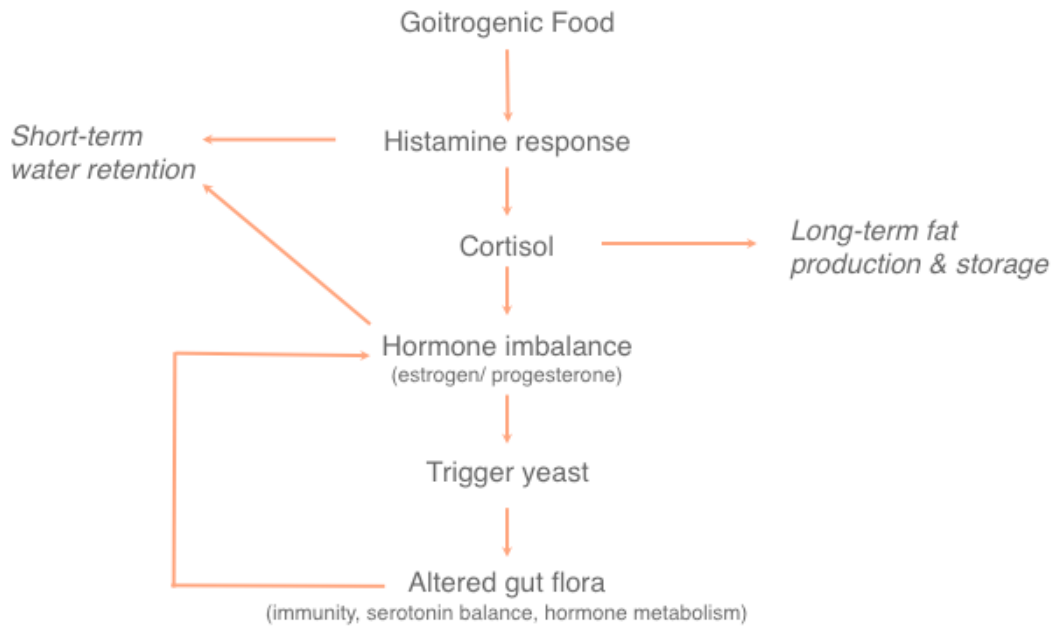 Goitrogenic Food
Short-term
water retention
Histamine response
Cortisol
Long-term fat
production & storage
Hormone imbalance
(estrogen/ progesterone)
Trigger yeast
Altered gut flora
(immunity, serotonin balance, hormone metabolism)